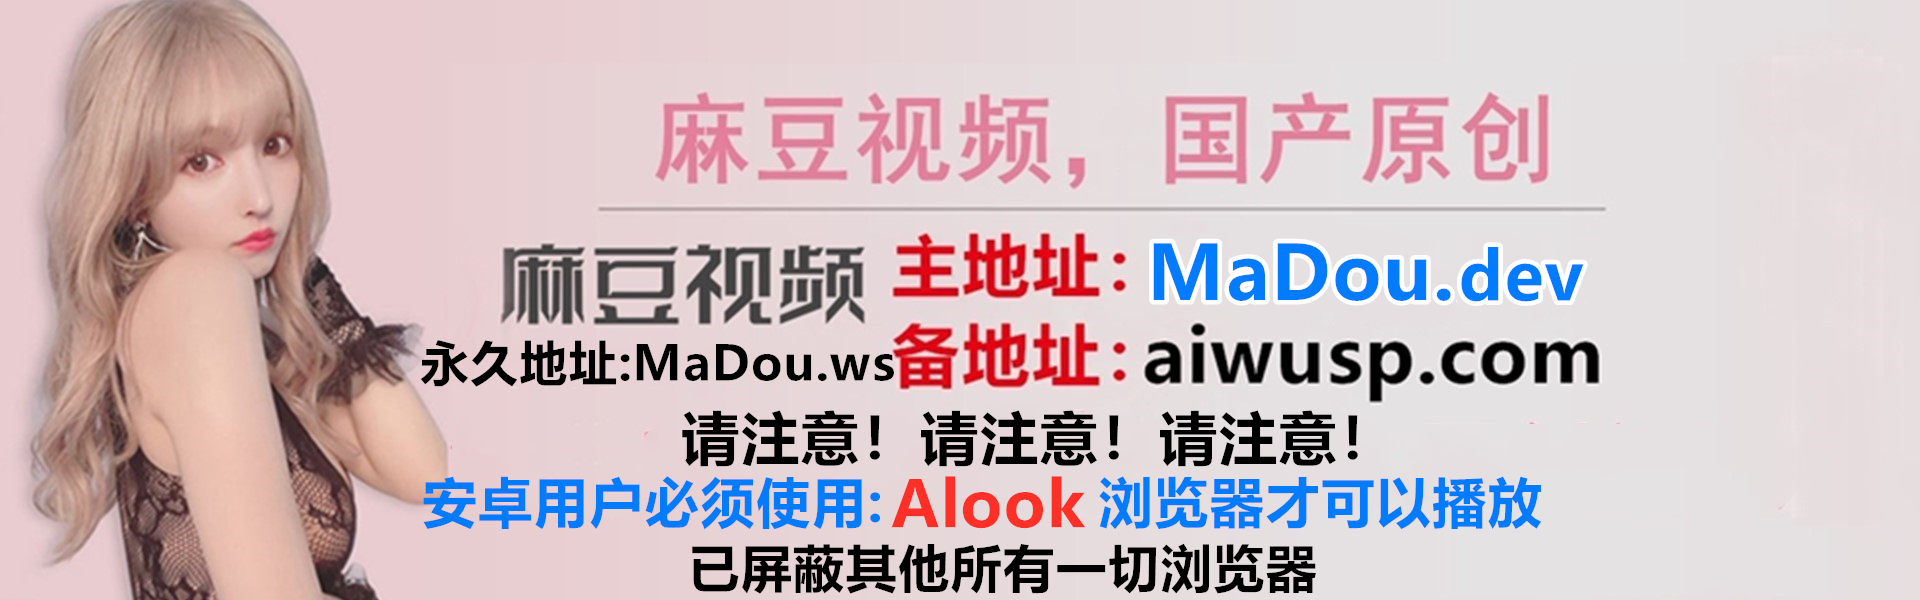 麻豆视频，国产原创
麻豆视频 主地址：MaDou.dev
永久地址:MaDou.ws 备地址：aiwusp.com
请注意！请注意！请注意！
安卓用户必须使用：Alook 浏览器才可以播放
已屏蔽其他所有一切浏览器